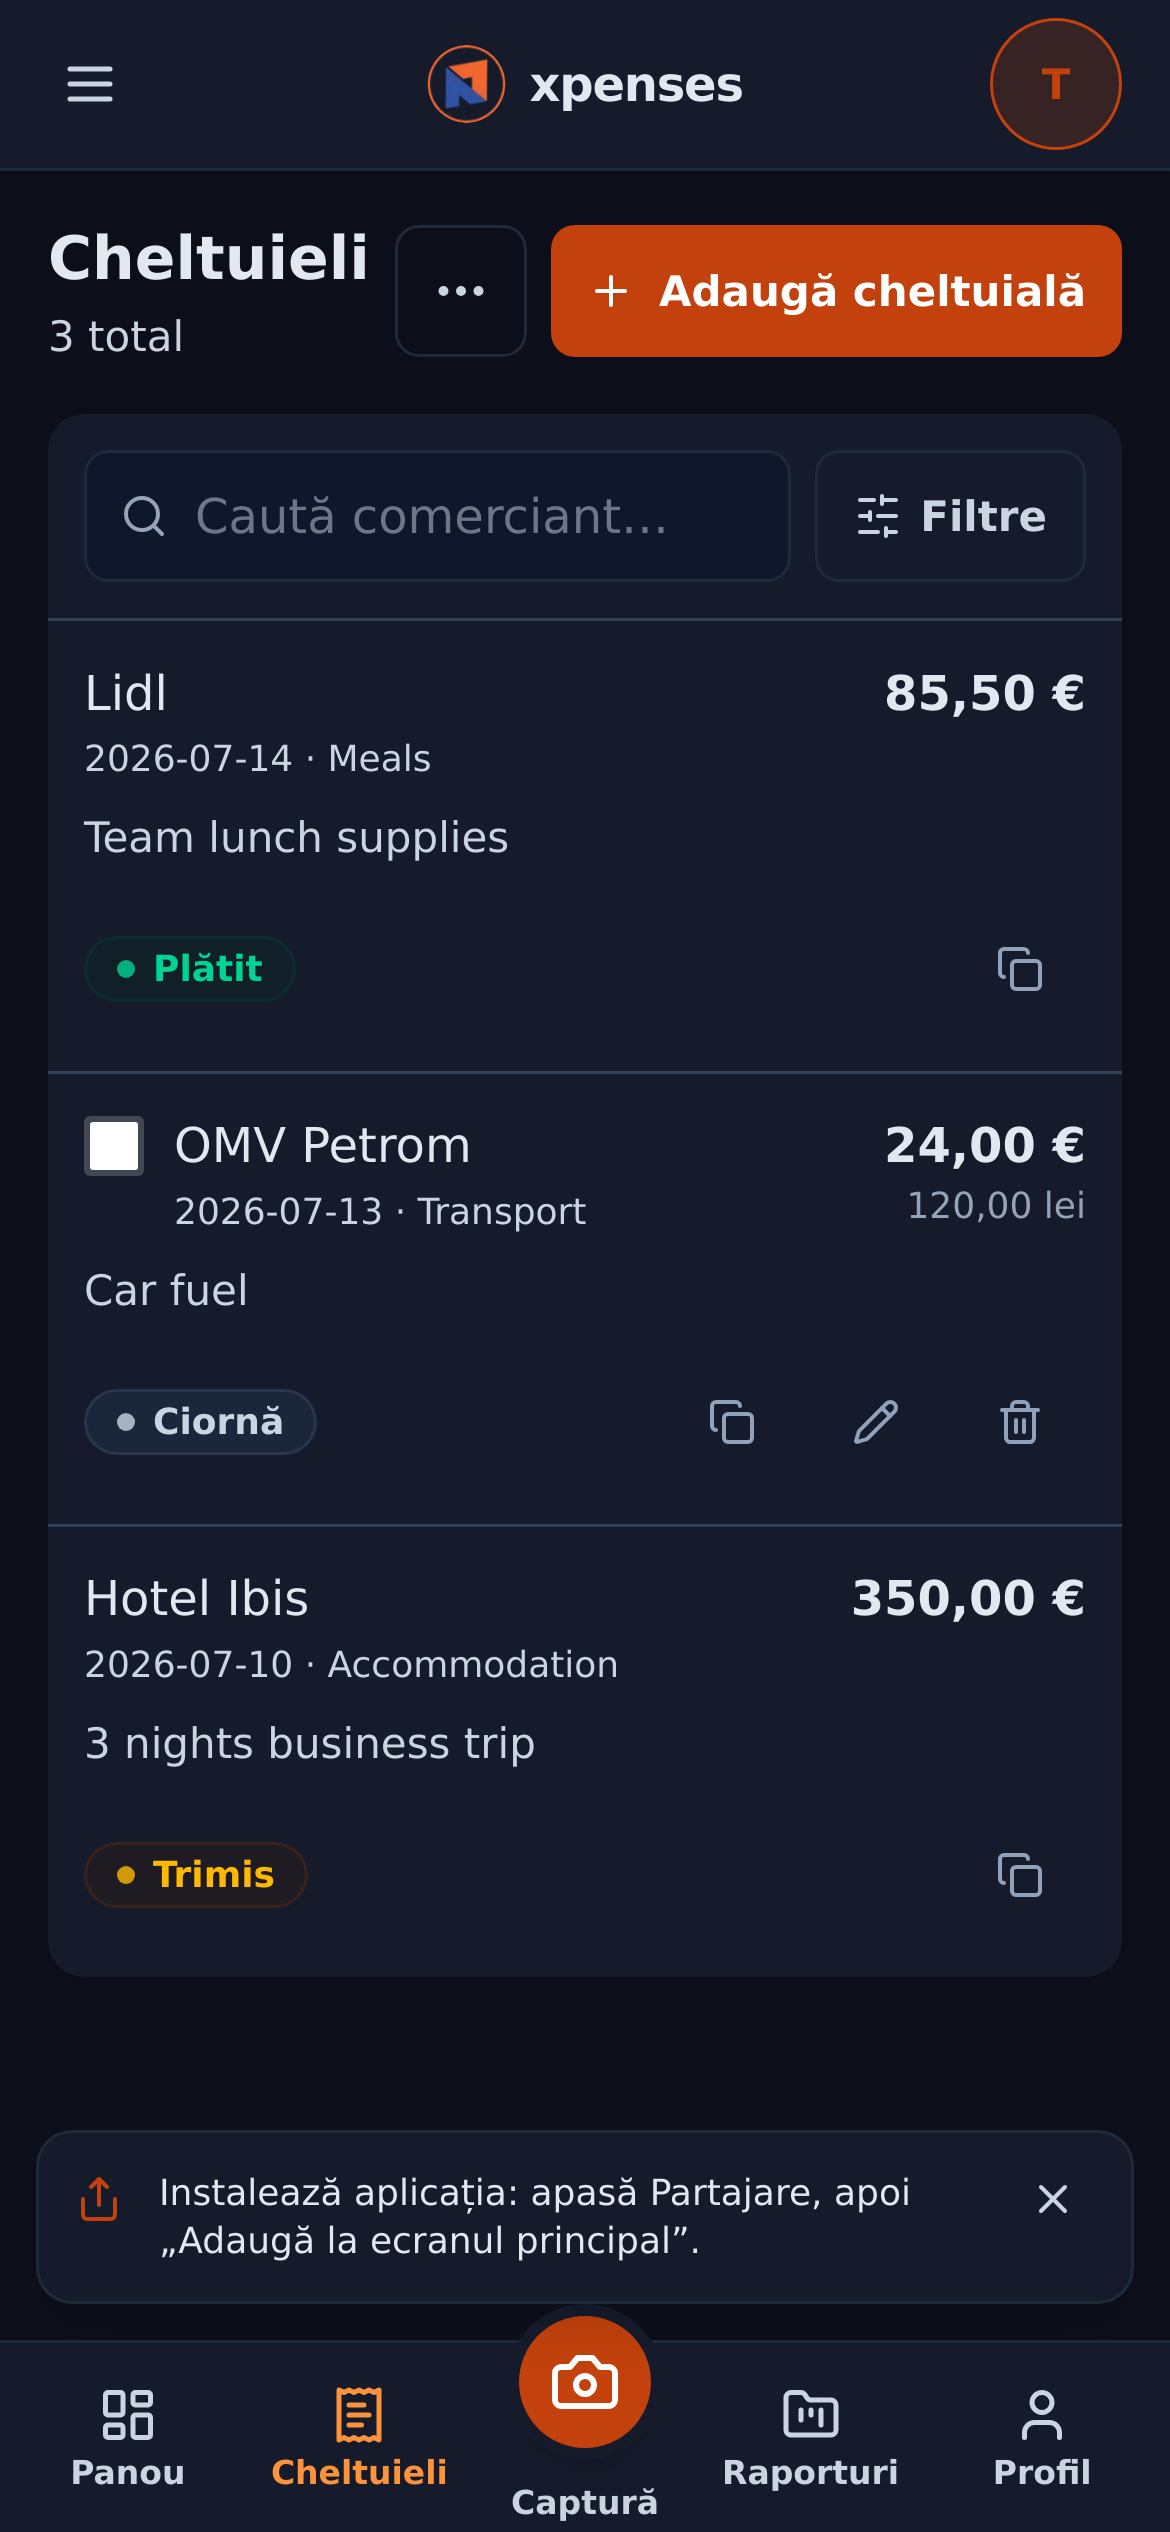 xpenses
T
Cheltuieli
3 total
Adaugă cheltuială
Caută comerciant...
Filtre
Lidl
85,50 €
2026-07-14 · Meals
Team lunch supplies
Plătit
OMV Petrom
24,00 €
2026-07-13 · Transport
120,00 lei
Car fuel
Ciornă
Hotel Ibis
350,00 €
2026-07-10 · Accommodation
3 nights business trip
Trimis
Instalează aplicația: apasă Partajare, apoi
„Adaugă la ecranul principal”.
Panou
Cheltuieli
Captură
Raporturi
Profil